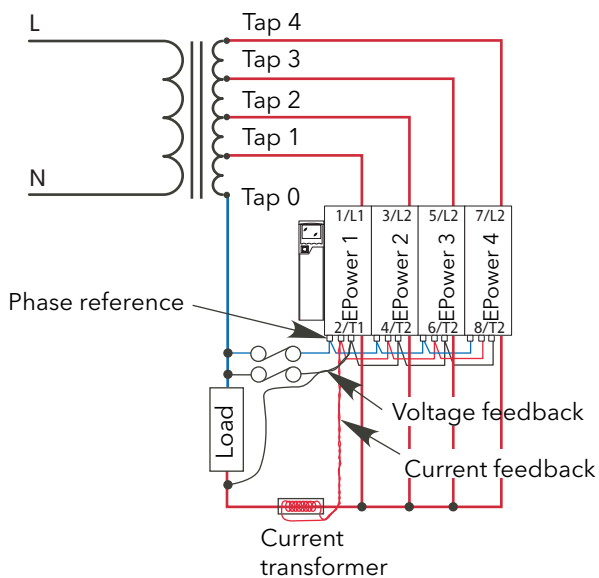 L
Tap 4
Tap 3
Tap 2
Tap 1
N
Tap 0
1/L1
3/L2
5/L2
7/L2
EPower 1
EPower 2
EPower 3
EPower 4
2/T1
4/T2
6/T2
8/T2
Phase reference
Load
Voltage feedback
Current feedback
Current
transformer